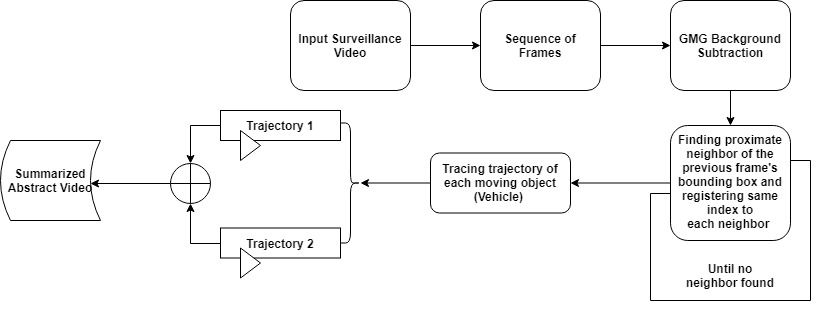 Input Surveillance
Video
Sequence of
Frames
GMG Background
Subtraction
Finding proximate
neighbor of the
previous frame's
bounding box and
registering same
index to
each neighbor
Until no
neighbor found
Tracing trajectory of
each moving object
(Vehicle)
Trajectory 1
Trajectory 2
Summarized
Abstract Video